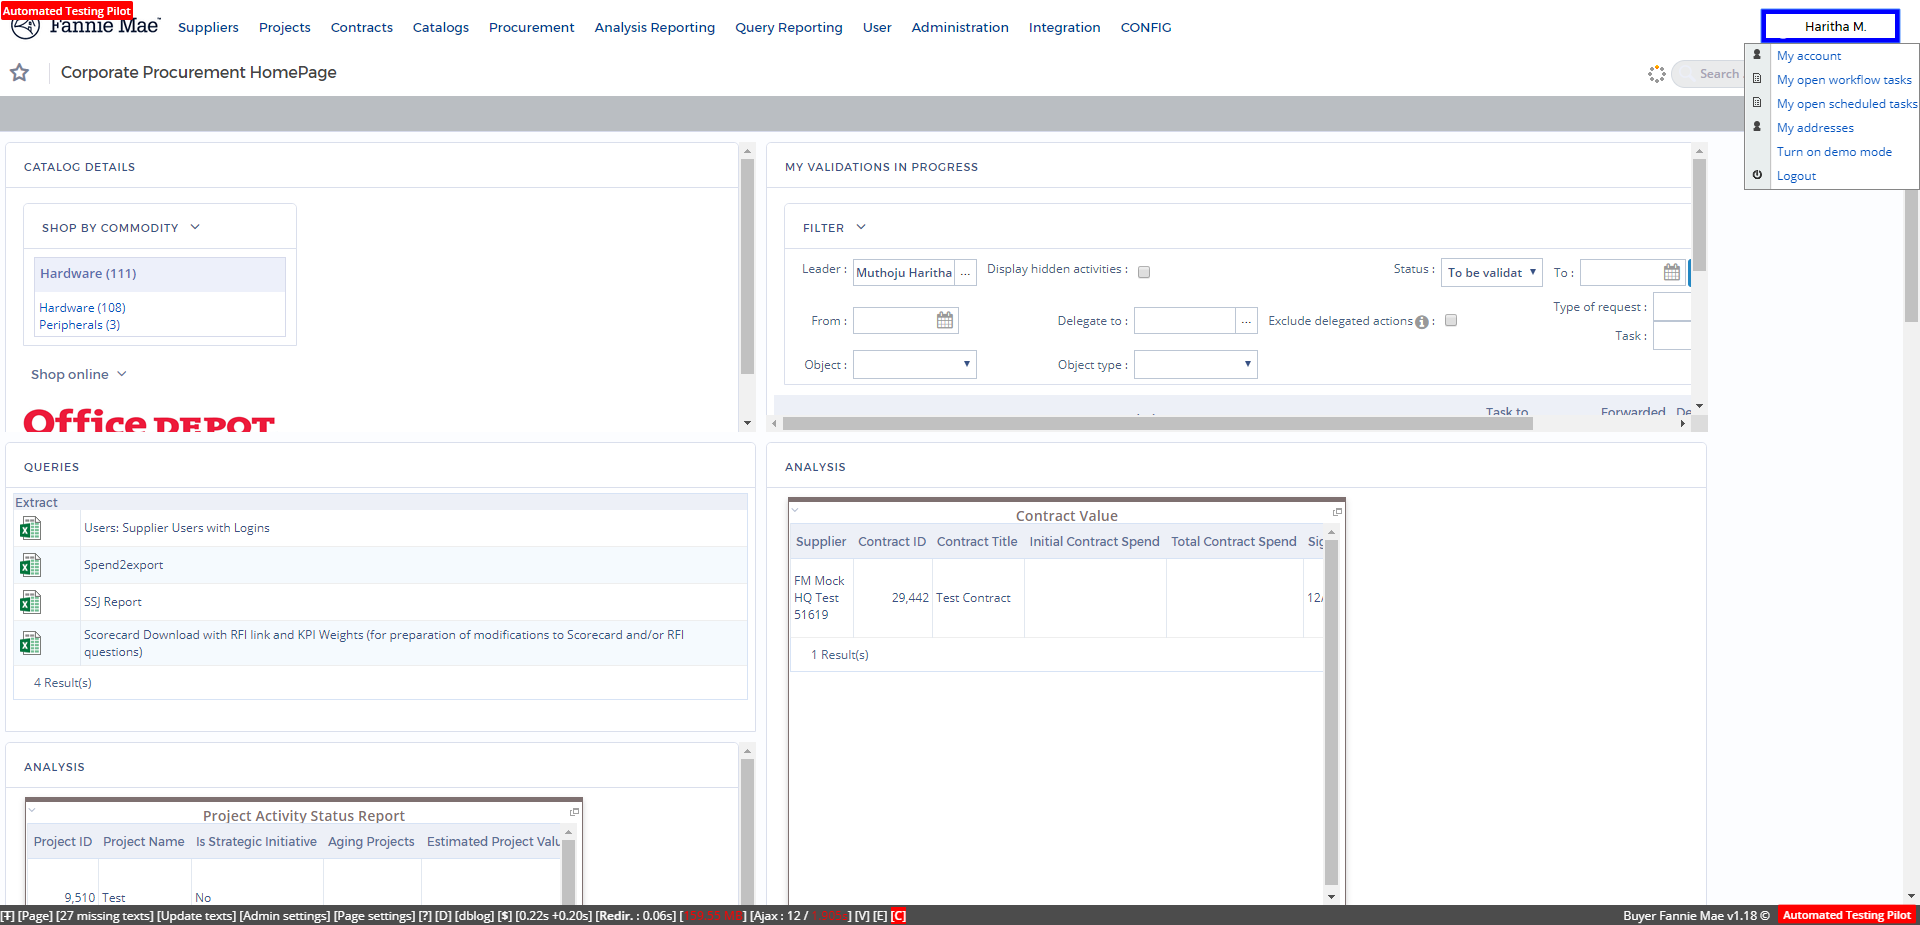 Automated Testing Pilot
Fannie Mae
Suppliers Projects Contracts Catalogs Procurement Analysis Reporting Query Reporting User Administration Integration CONFIG
Haritha M.
My account
My open workflow tasks
My open scheduled tasks
My addresses
Turn on demo mode
Logout
Corporate Procurement HomePage
Search
CATALOG DETAILS
SHOP BY COMMODITY
Hardware (111)
Hardware (108)
Peripherals (3)
Shop online
Office DEPOT
MY VALIDATIONS IN PROGRESS
FILTER
Leader : Muthoju Haritha ... Display hidden activities : Status : To be validat To :
From : Delegate to : ... Exclude delegated actions : Type of request :
Task :
Object : Object type :
Task to Forwarded De
QUERIES
Extract
Users: Supplier Users with Logins
Spend2export
SSJ Report
Scorecard Download with RFI link and KPI Weights (for preparation of modifications to Scorecard and/or RFI
questions)
4 Result(s)
ANALYSIS
Contract Value
Supplier Contract ID Contract Title Initial Contract Spend Total Contract Spend Sig
FM Mock
HQ Test
51619
29,442 Test Contract 12/
1 Result(s)
ANALYSIS
Project Activity Status Report
Project ID Project Name Is Strategic Initiative Aging Projects Estimated Project Valu
9,510 Test No
[T] [Page] [27 missing texts] [Update texts] [Admin settings] [Page settings] [?] [D] [dblog] [$] [0.22s +0.20s] [Redir. : 0.06s] [Ajax : 12 / ] [V] [E] [C]
Buyer Fannie Mae v1.18 © Automated Testing Pilot